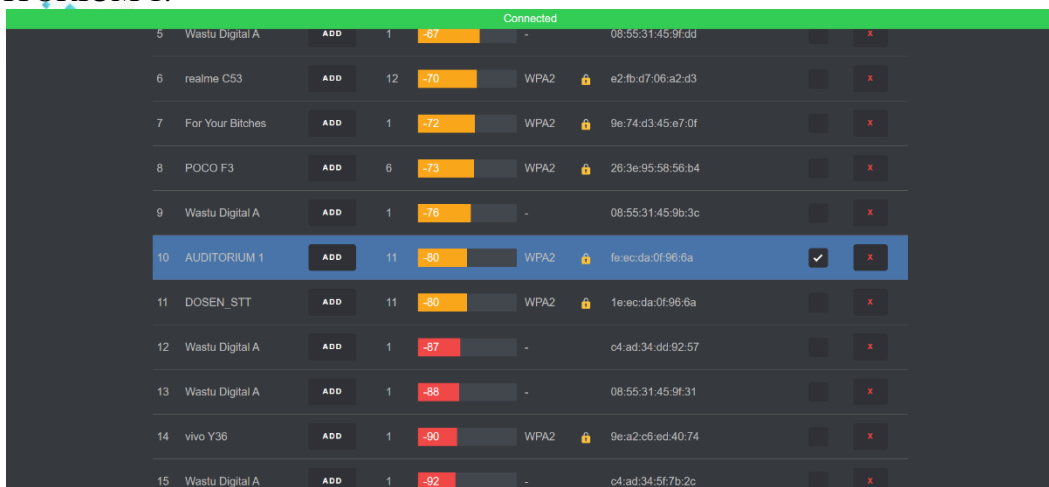 Connected
5 Wastu Digital A ADD 1 -67 - 08:55:31:45:9f:dd x
6 realme C53 ADD 12 -70 WPA2 e2:fb:d7:06:a2:d3 x
7 For Your Bitches ADD 1 -72 WPA2 9e:74:d3:45:e7:0f x
8 POCO F3 ADD 6 -73 WPA2 26:3e:95:58:56:b4 x
9 Wastu Digital A ADD 1 -76 - 08:55:31:45:9b:3c x
10 AUDITORIUM 1 ADD 11 -80 WPA2 fe:ec:da:0f:96:6a x
11 DOSEN_STT ADD 11 -80 WPA2 1e:ec:da:0f:96:6a x
12 Wastu Digital A ADD 1 -87 - c4:ad:34:dd:92:57 x
13 Wastu Digital A ADD 1 -88 - 08:55:31:45:9f:31 x
14 vivo Y36 ADD 1 -90 WPA2 9e:a2:c6:ed:40:74 x
15 Wastu Digital A ADD 1 -92 - c4:ad:34:5f:7b:2c x